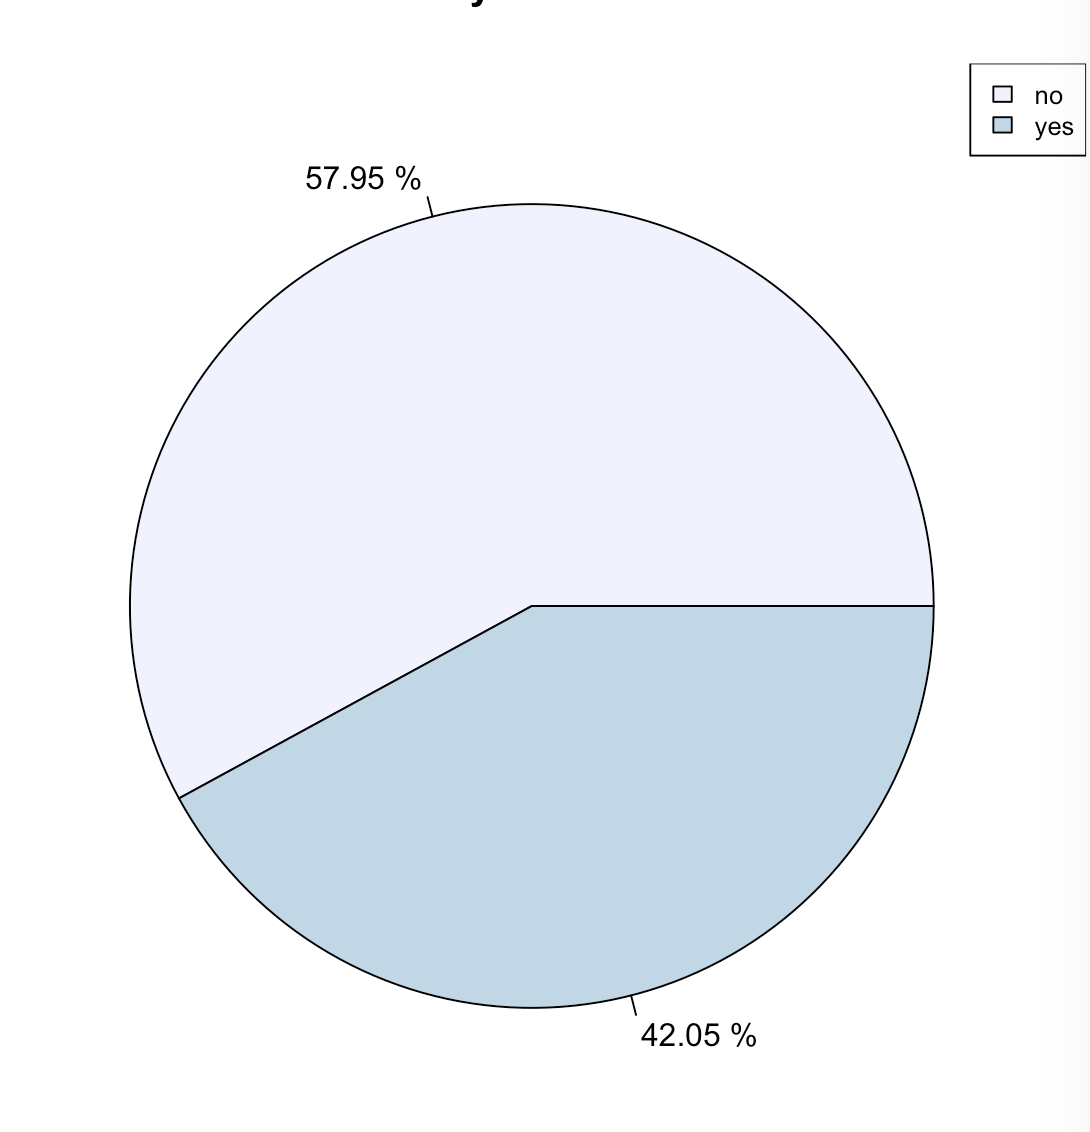 no
yes
57.95 %
42.05 %